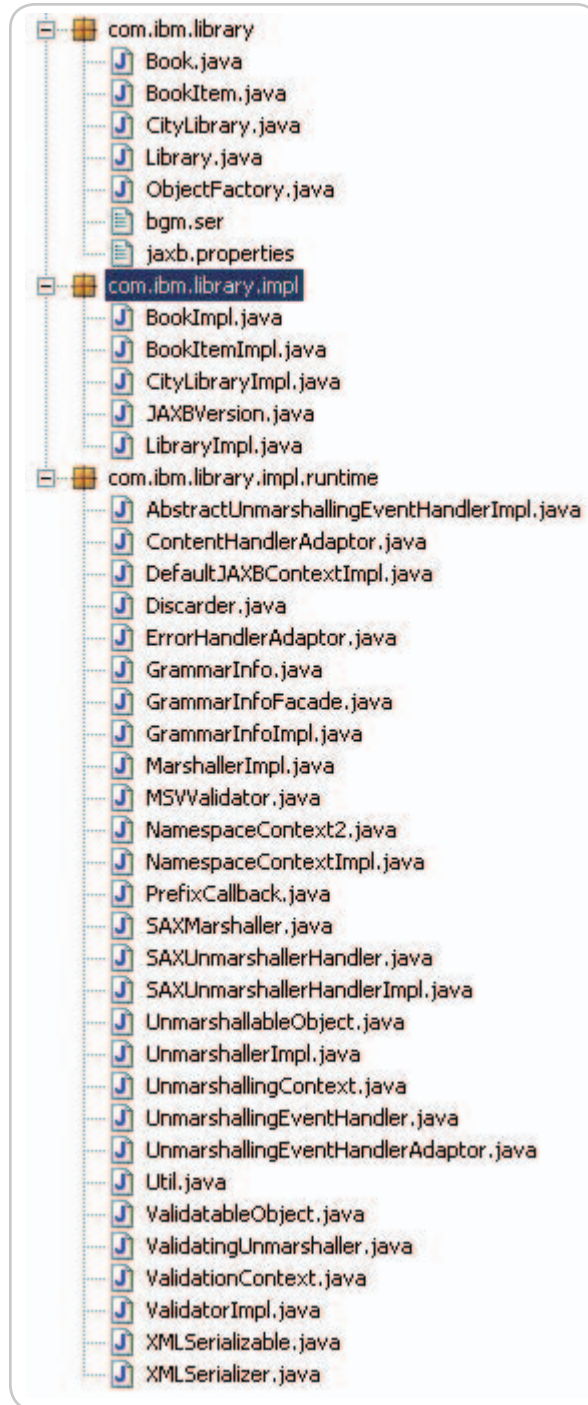 com.ibm.library
Book.java
BookItem.java
CityLibrary.java
Library.java
ObjectFactory.java
bgm.ser
jaxb.properties
com.ibm.library.impl
BookImpl.java
BookItemImpl.java
CityLibraryImpl.java
JAXBVersion.java
LibraryImpl.java
com.ibm.library.impl.runtime
AbstractUnmarshallingEventHandlerImpl.java
ContentHandlerAdaptor.java
DefaultJAXBContextImpl.java
Discarder.java
ErrorHandlerAdaptor.java
GrammarInfo.java
GrammarInfoFacade.java
GrammarInfoImpl.java
MarshallerImpl.java
MSVValidator.java
NamespaceContext2.java
NamespaceContextImpl.java
PrefixCallback.java
SAXMarshaller.java
SAXUnmarshallerHandler.java
SAXUnmarshallerHandlerImpl.java
UnmarshallableObject.java
UnmarshallerImpl.java
UnmarshallingContext.java
UnmarshallingEventHandler.java
UnmarshallingEventHandlerAdaptor.java
Util.java
ValidatableObject.java
ValidatingUnmarshaller.java
ValidationContext.java
ValidatorImpl.java
XMLSerializable.java
XMLSerializer.java